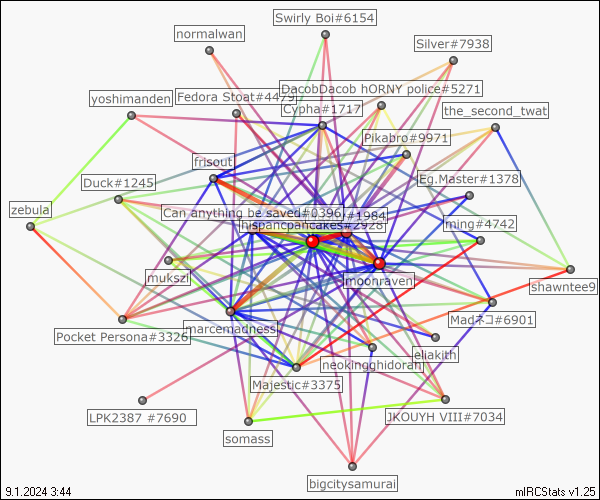 Swirly Boi#6154
normalwan
Silver#7938
DacobDacob hORNY police#5271
yoshimanden
Fedora Stoat#4479
Cypha#1717
the_second_twat
Pikabro#9971
frisout
Duck#1245
Eg.Master#1378
zebula
Can anything be saved#0396
#1984
hispancpancakes#2928
ming#4742
mukszi
moonraven
shawntee9
Pocket Persona#3326
marcemadness
Madネコ#6901
eliakith
neokingghidorah
Majestic#3375
LPK2387 #7690
JKOUYH VIII#7034
somass
bigcitysamurai
9.1.2024 3:44
mIRCStats v1.25